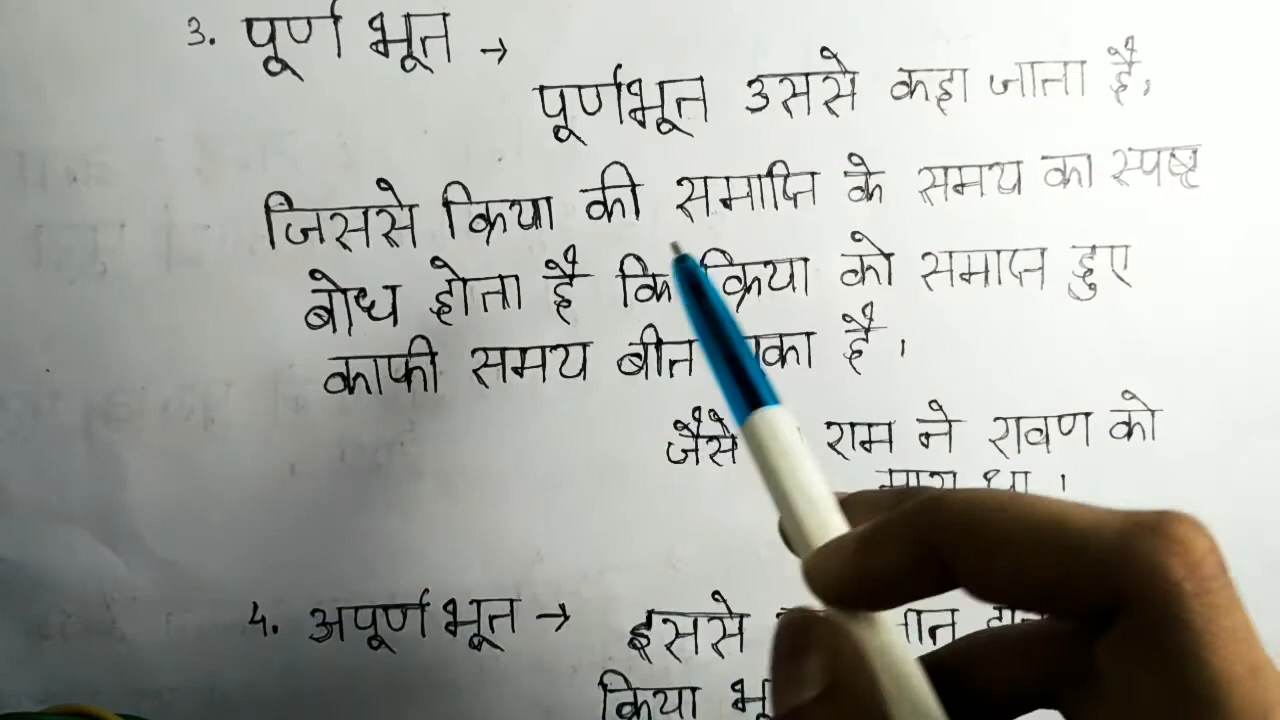 3. पूर्ण भूत →
पूर्णभूत उससे कहा जाता है,
जिससे क्रिया की समाप्ति के समय का स्पष्ट
बोध होता है कि क्रिया को समाप्त हुए
काफी समय बीत है।
जैसे राम ने रावण को
मारा था।
4. अपूर्ण भूत → इससे
क्रिया